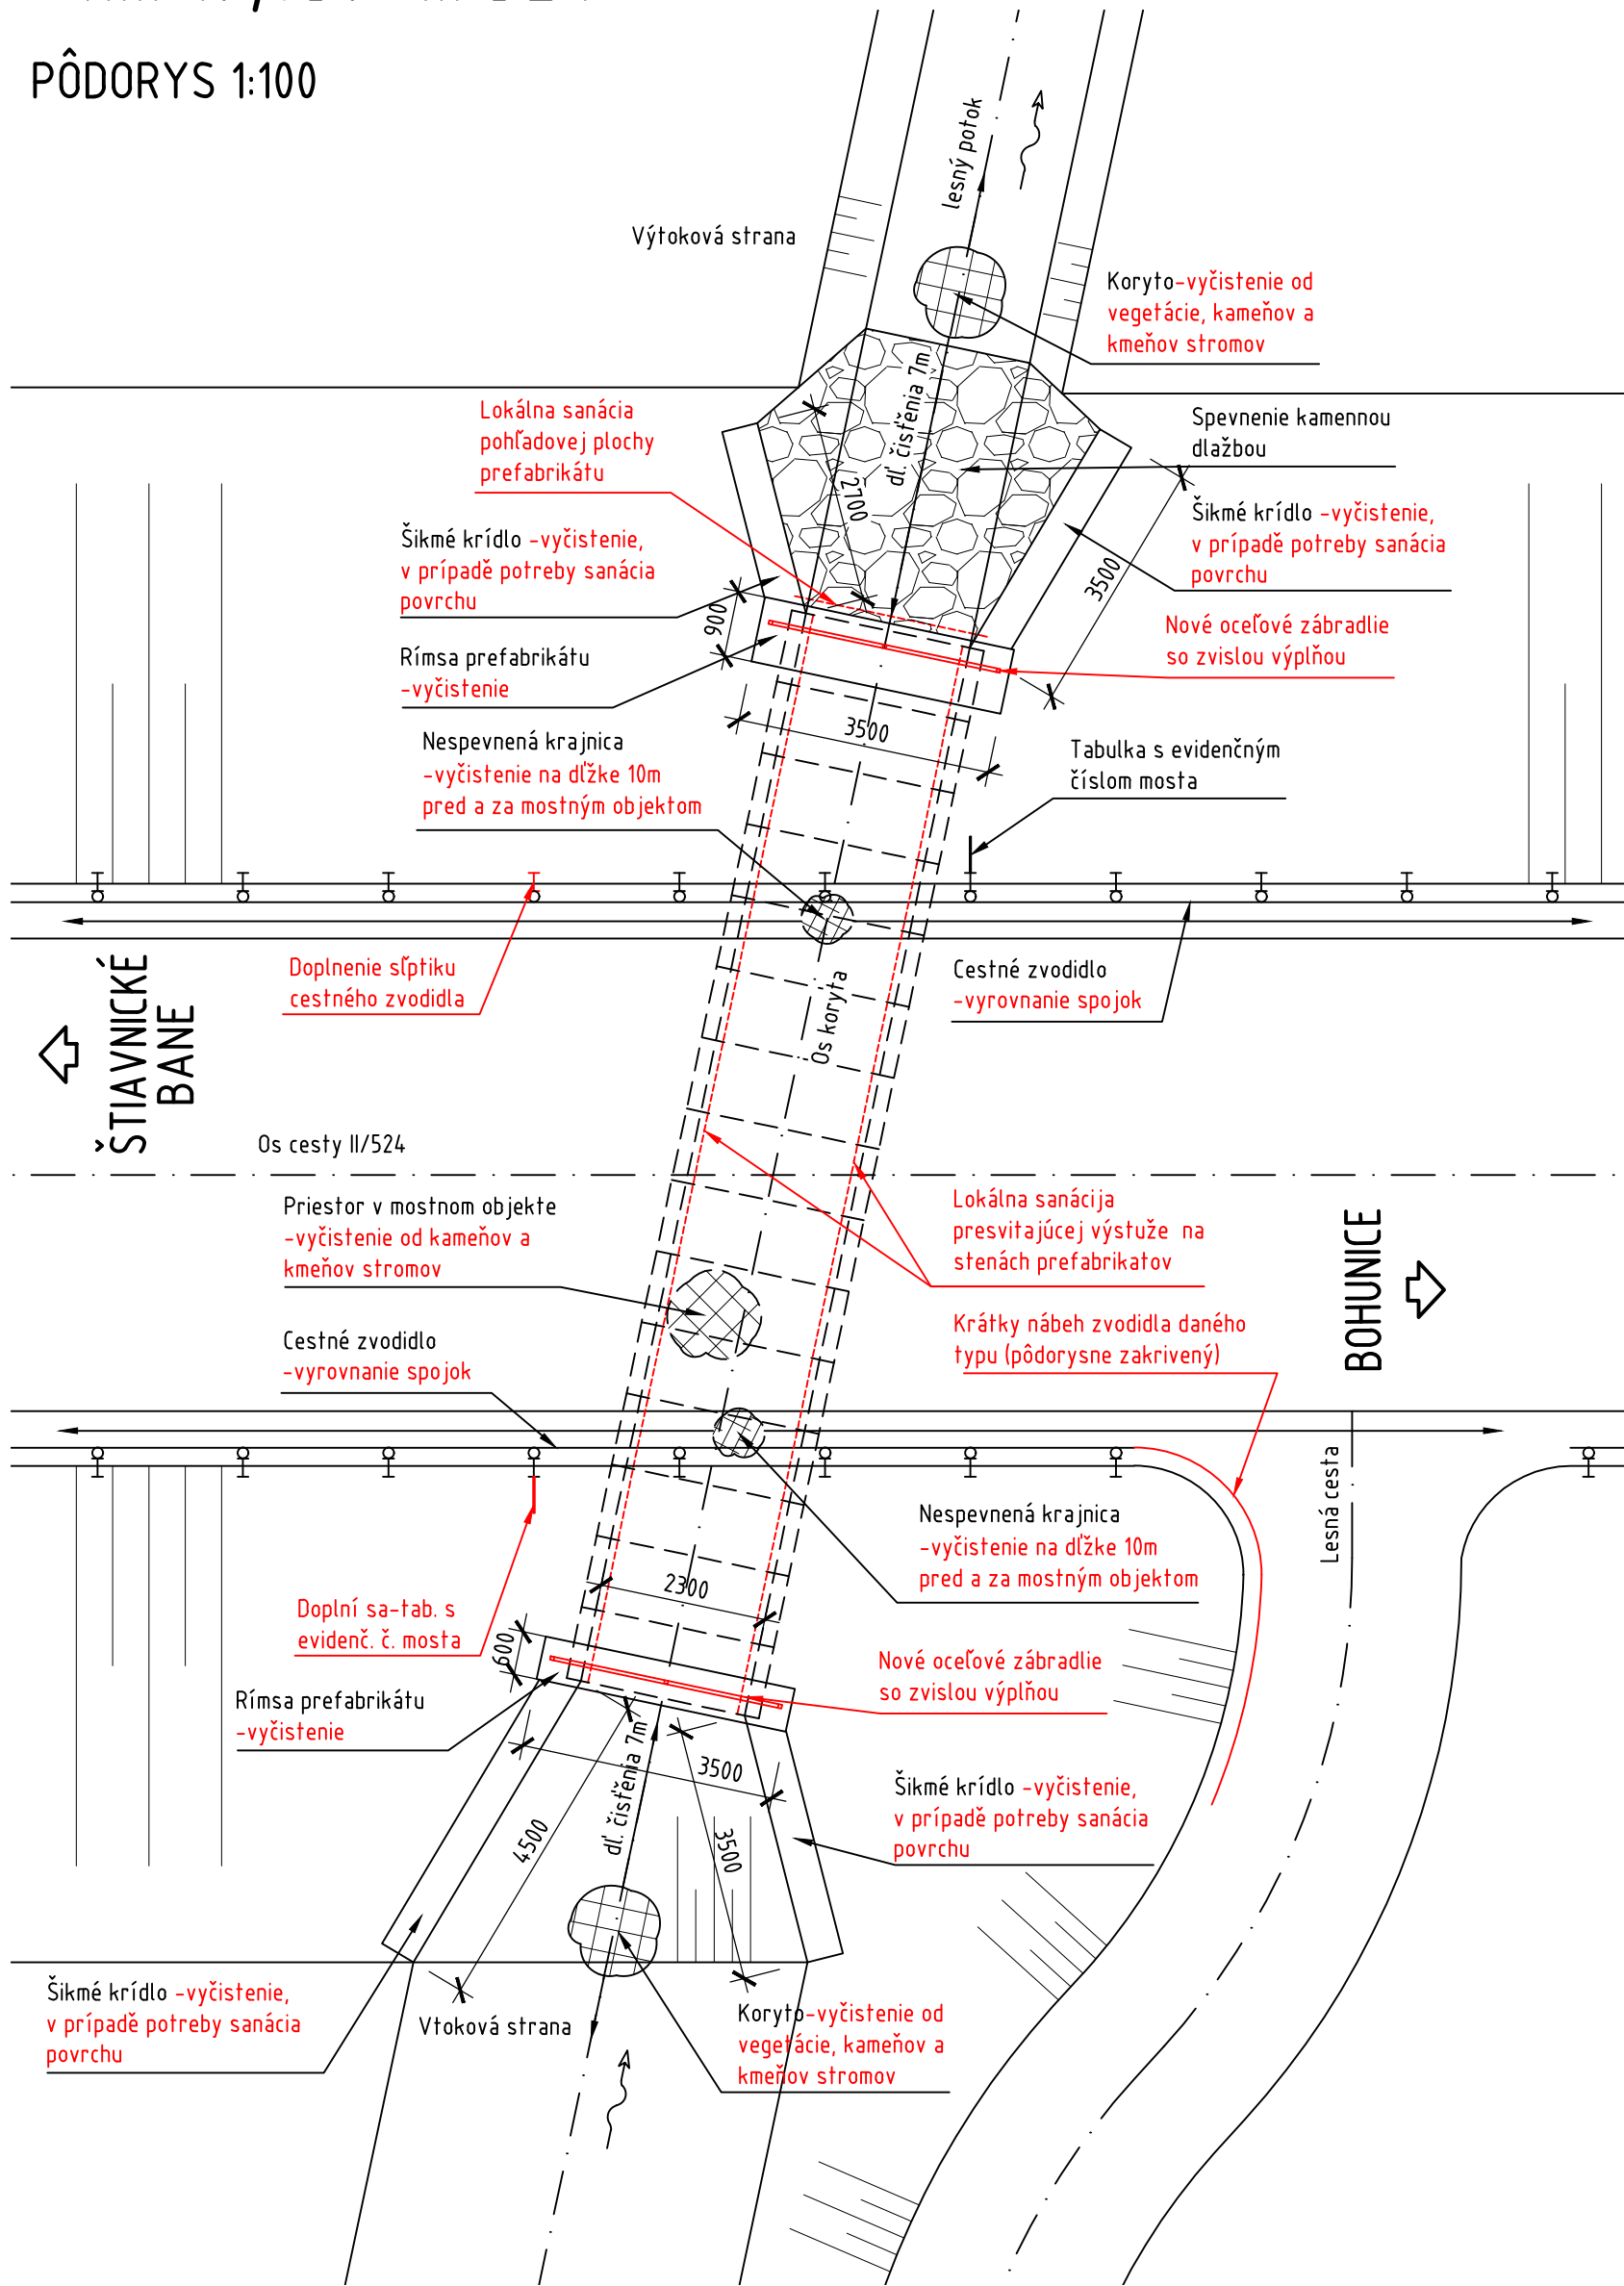 PÔDORYS 1:100
lesný potok
Výtoková strana
Koryto-vyčistenie od
vegetácie, kameňov a
kmeňov stromov
Lokálna sanácia
pohľadovej plochy
prefabrikátu
dĺ. čisťěnia 7m
2700
Spevnenie kamennou
dlažbou
Šikmé krídlo -vyčistenie,
v prípadě potreby sanácia
povrchu
Šikmé krídlo -vyčistenie,
v prípadě potreby sanácia
povrchu
3500
900
Nové oceľové zábradlie
so zvislou výplňou
Rímsa prefabrikátu
-vyčistenie
3500
Nespevnená krajnica
-vyčistenie na dĺžke 10m
pred a za mostným objektom
Tabulka s evidenčným
číslom mosta
Doplnenie sĺptiku
cestného zvodidla
Cestné zvodidlo
-vyrovnanie spojok
Os koryta
ŠTIAVNICKÉ
BANE
Os cesty II/524
Priestor v mostnom objekte
-vyčistenie od kameňov a
kmeňov stromov
Lokálna sanácija
presvitajúcej výstuže na
stenách prefabrikatov
BOHUNICE
Cestné zvodidlo
-vyrovnanie spojok
Krátky nábeh zvodidla daného
typu (pôdorysne zakrivený)
Lesná cesta
Nespevnená krajnica
-vyčistenie na dĺžke 10m
pred a za mostným objektom
2300
Doplní sa-tab. s
evidenč. č. mosta
600
Nové oceľové zábradlie
so zvislou výplňou
Rímsa prefabrikátu
-vyčistenie
3500
dĺ. čisťěnia 7m
4500
3500
Šikmé krídlo -vyčistenie,
v prípadě potreby sanácia
povrchu
Šikmé krídlo -vyčistenie,
v prípadě potreby sanácia
povrchu
Vtoková strana
Koryto-vyčistenie od
vegetácie, kameňov a
kmeňov stromov